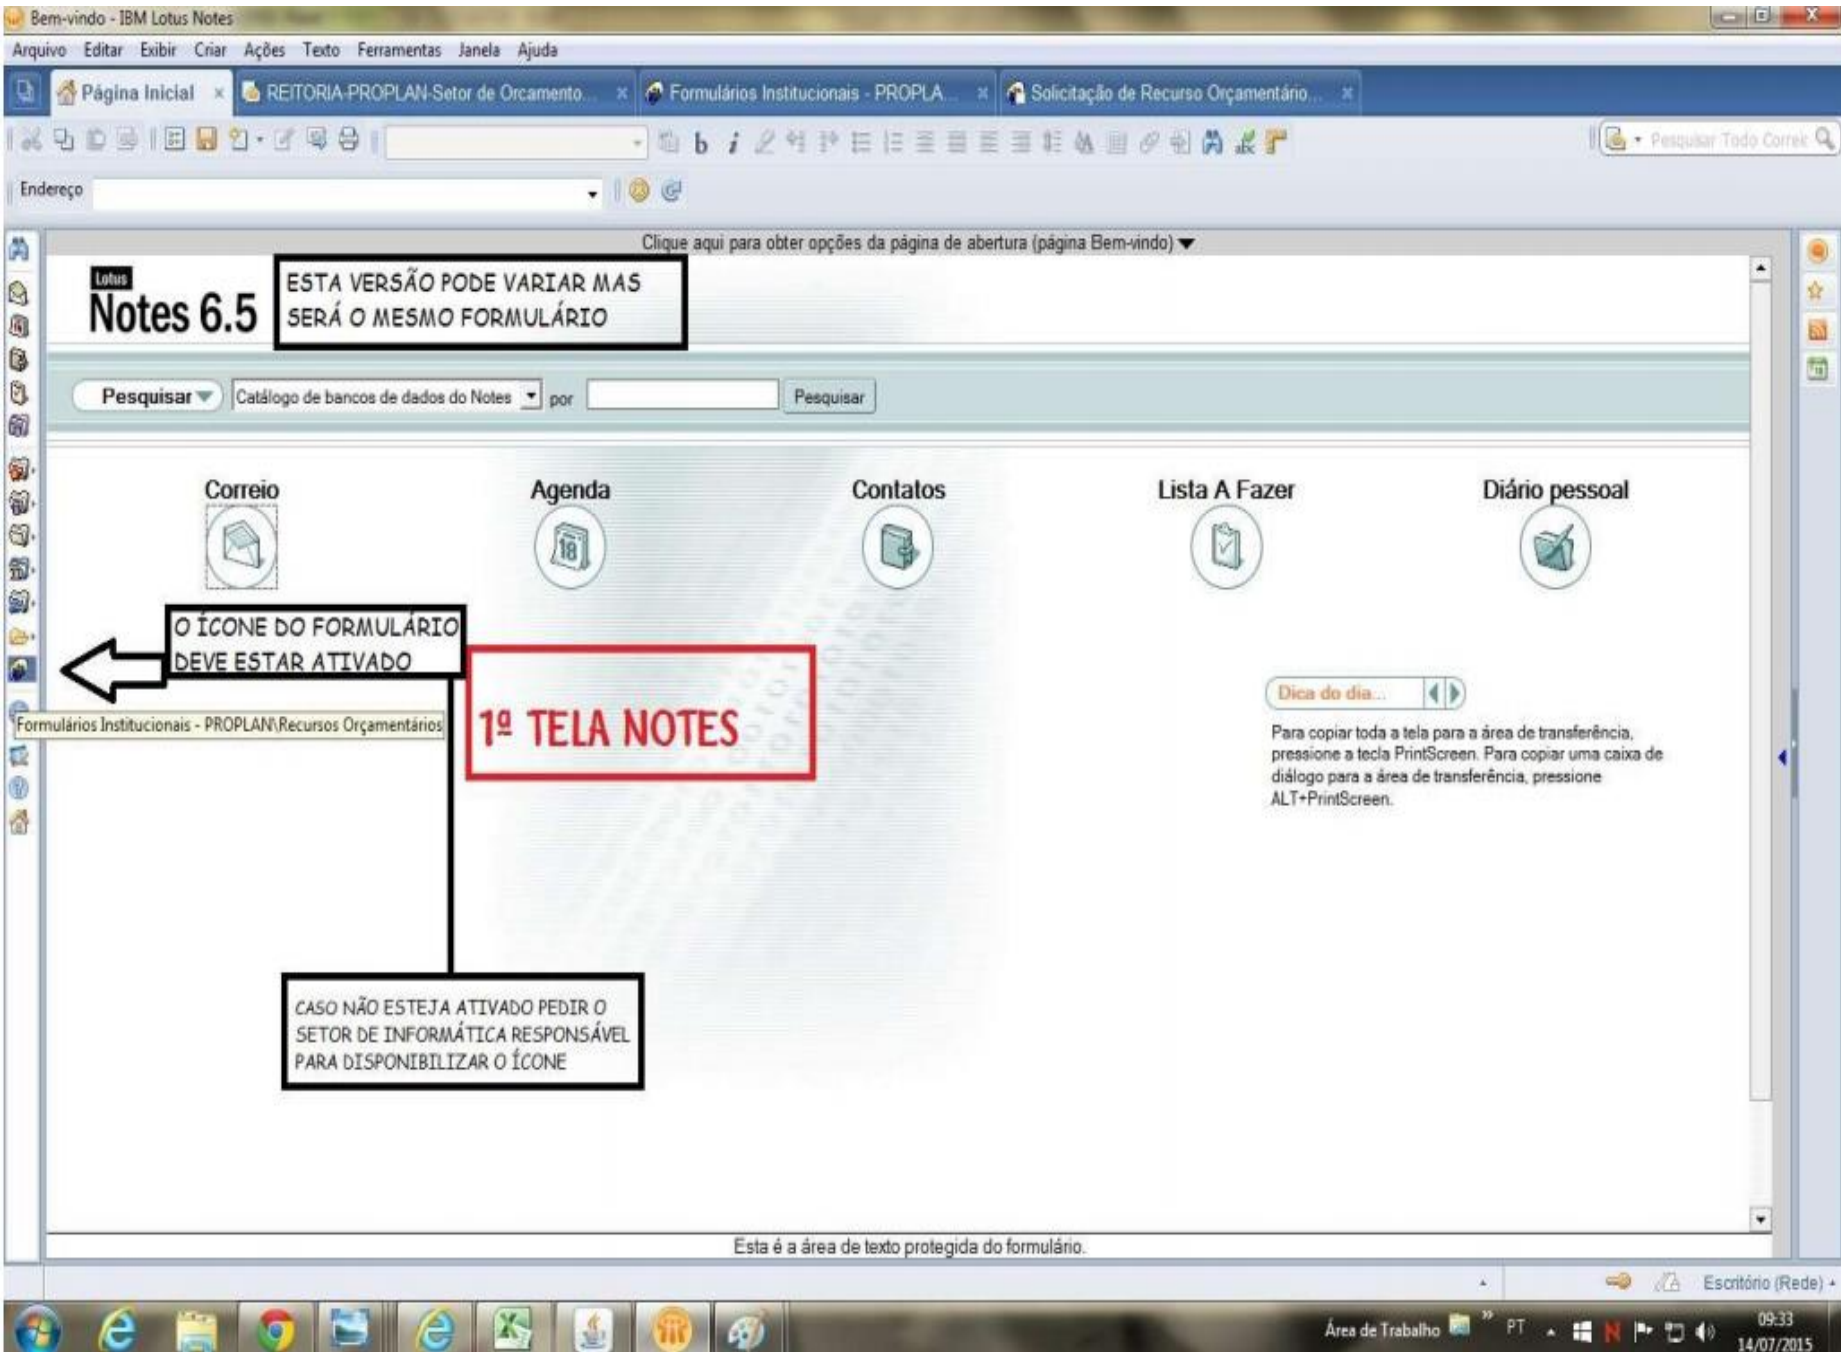 Bem-vindo - IBM Lotus Notes
Arquivo Editar Exibir Criar Ações Texto Ferramentas Janela Ajuda
Página Inicial REITORIA-PROPLAN-Setor de Orcamento... Formulários Institucionais - PROPLA... Solicitação de Recurso Orçamentário...
b i Pesquisar Todo Correic
Endereço
Clique aqui para obter opções da página de abertura (página Bem-vindo)
Lotus
Notes 6.5
ESTA VERSÃO PODE VARIAR MAS
SERÁ O MESMO FORMULÁRIO
Pesquisar Catálogo de bancos de dados do Notes por Pesquisar
Correio Agenda Contatos Lista A Fazer Diário pessoal
18
O ÍCONE DO FORMULÁRIO
DEVE ESTAR ATIVADO
Formulários Institucionais - PROPLAN\Recursos Orçamentários
1ª TELA NOTES
Dica do dia...
Para copiar toda a tela para a área de transferência,
pressione a tecla PrintScreen. Para copiar uma caixa de
diálogo para a área de transferência, pressione
ALT+PrintScreen.
CASO NÃO ESTEJA ATIVADO PEDIR O
SETOR DE INFORMÁTICA RESPONSÁVEL
PARA DISPONIBILIZAR O ÍCONE
Esta é a área de texto protegida do formulário.
Escritório (Rede)
Área de Trabalho PT 09:33
14/07/2015